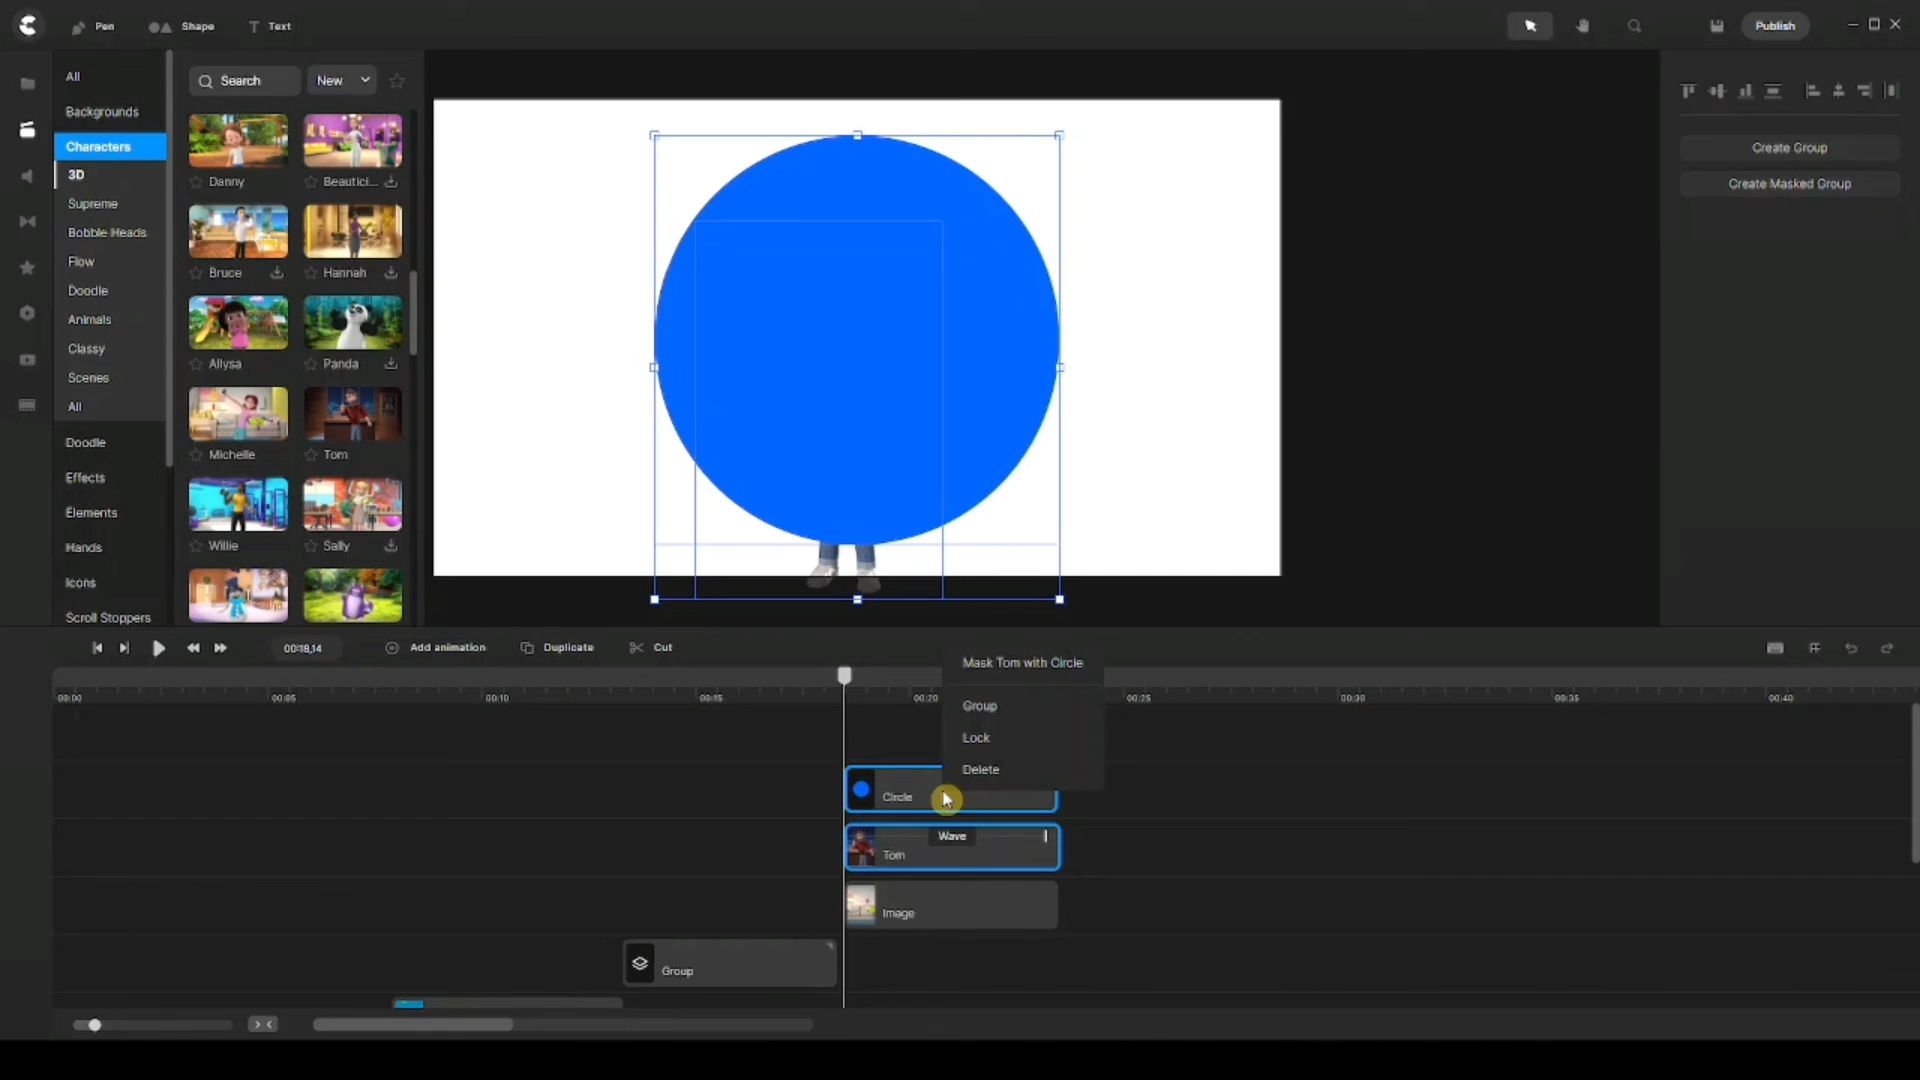 Pen
Shape
Text
Publish
All
Backgrounds
Characters
3D
Supreme
Bobble Heads
Flow
Doodle
Animals
Classy
Scenes
All
Doodle
Effects
Elements
Hands
Icons
Scroll Stoppers
Search
New
Danny
Beautici...
Bruce
Hannah
Allysa
Panda
Michelle
Tom
Willie
Sally
Create Group
Create Masked Group
00:18,14
Add animation
Duplicate
Cut
00:00
00:05
00:10
00:15
00:20
00:25
00:30
00:35
00:40
Mask Tom with Circle
Group
Lock
Delete
Circle
Wave
Tom
Image
Group